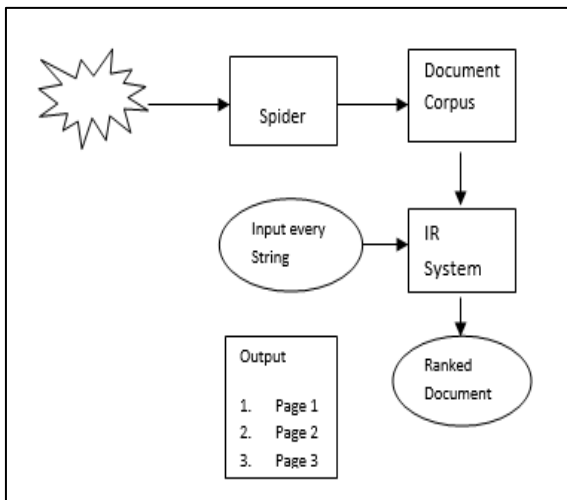 Spider
Document
Corpus
Input every
String
IR
System
Output
1. Page 1
2. Page 2
3. Page 3
Ranked
Document